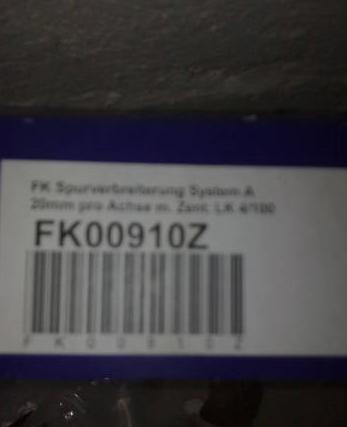 FK Spurverbreiterung System A
20mm pro Achse m. Zent. LK 4/100
FK00910Z
F K 0 0 9 1 0 Z